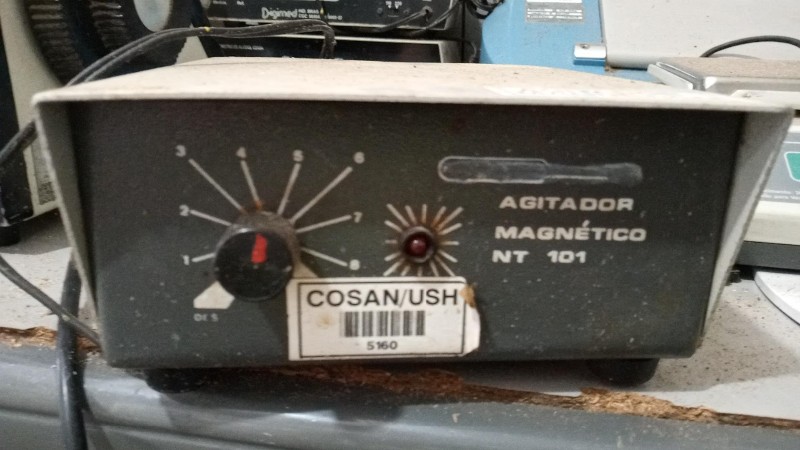 Digimed
3
4
5
6
2
7
1
8
AGITADOR
MAGNÉTICO
NT 101
COSAN/USH
5160